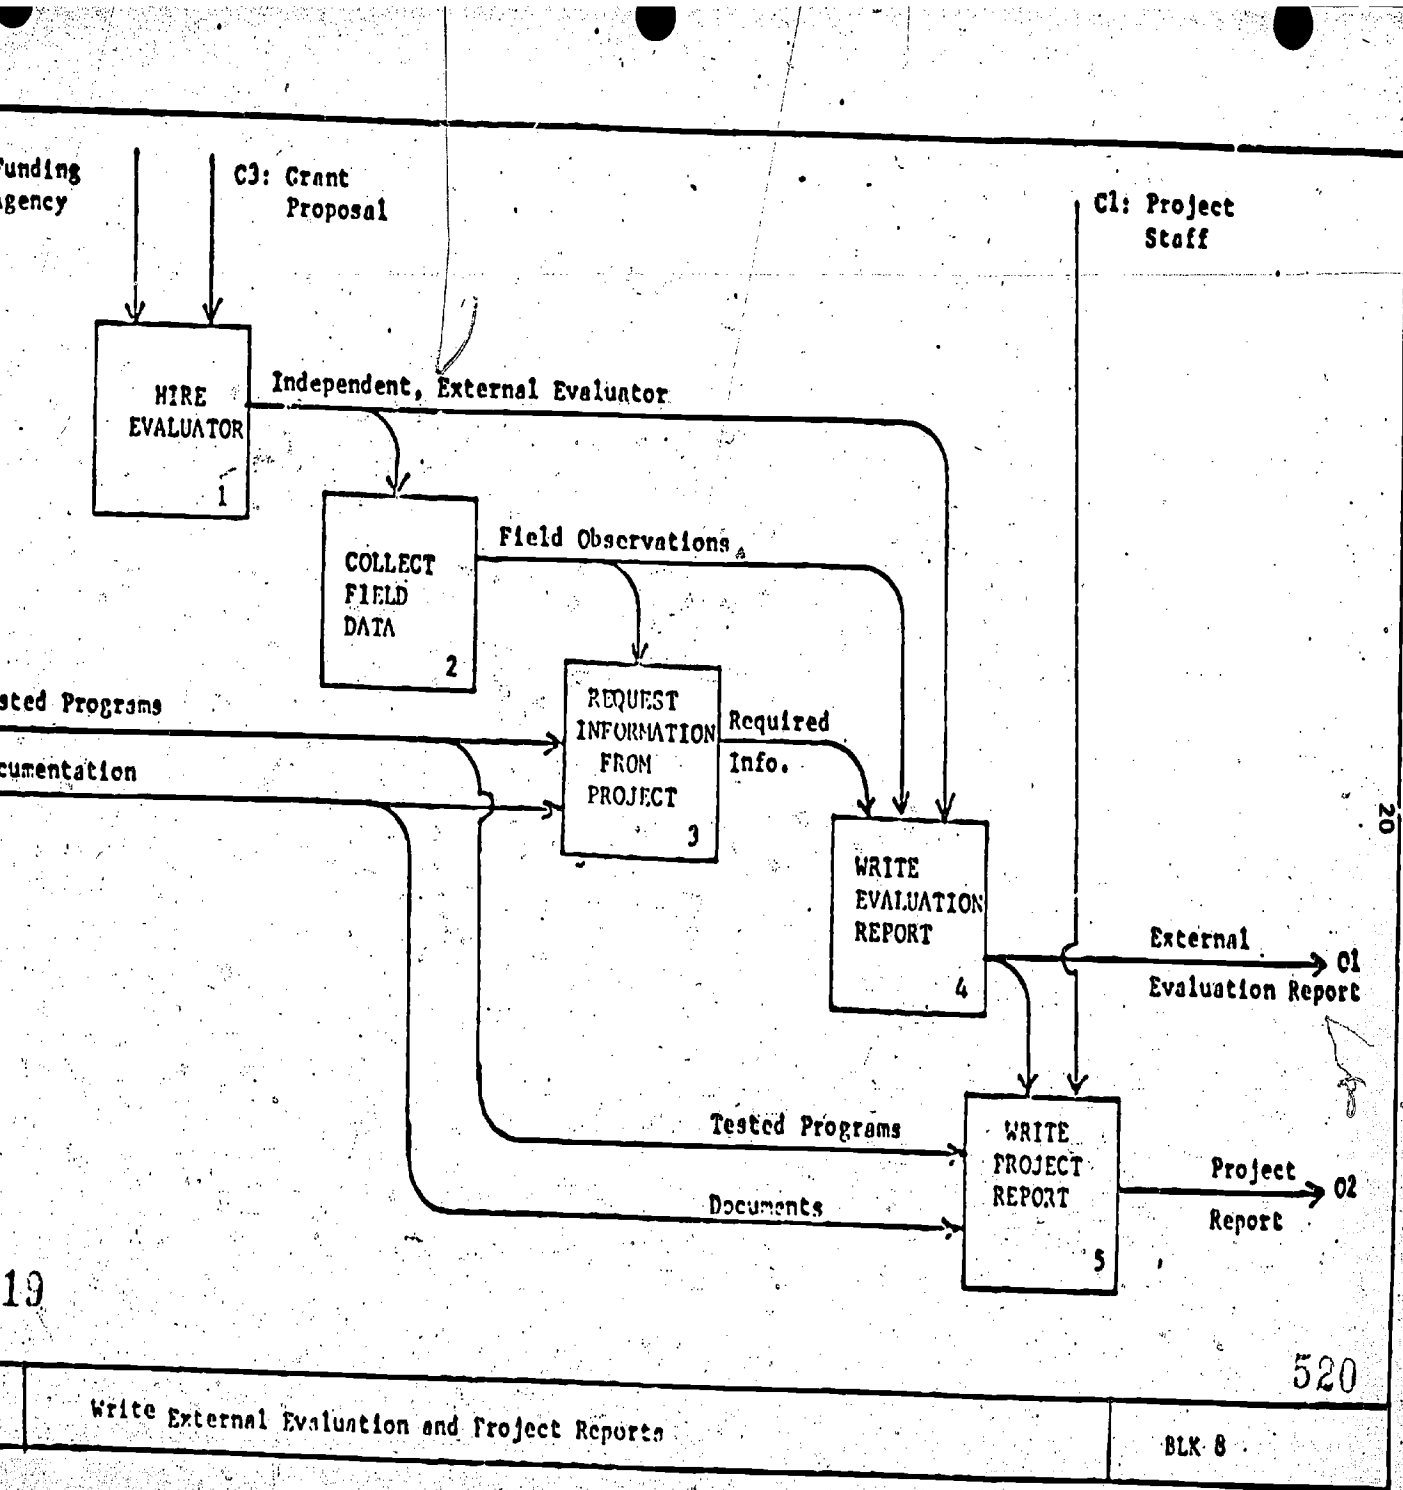 Funding
Agency
C3: Grant
Proposal
C1: Project
Staff
HIRE
EVALUATOR
1
Independent, External Evaluator
COLLECT
FIELD
DATA
2
Field Observations
sted Programs
cumentation
REQUEST
INFORMATION
FROM
PROJECT
3
Required
Info.
WRITE
EVALUATION
REPORT
4
External
Evaluation Report
O1
20
Tested Programs
Documents
WRITE
PROJECT
REPORT
5
Project
Report
O2
19
520
Write External Evaluation and Project Reports
BLK 8